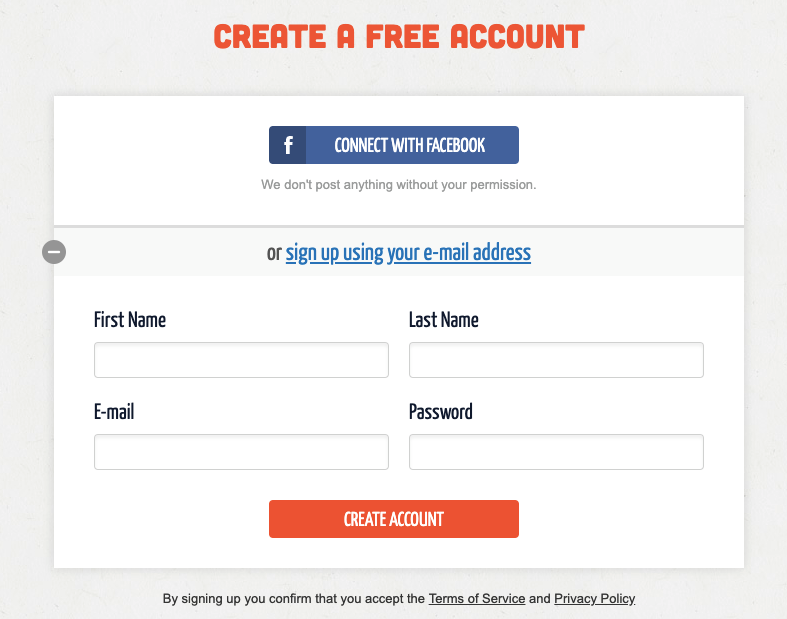 CREATE A FREE ACCOUNT
f CONNECT WITH FACEBOOK
We don't post anything without your permission.
or sign up using your e-mail address
First Name Last Name
E-mail Password
CREATE ACCOUNT
By signing up you confirm that you accept the Terms of Service and Privacy Policy